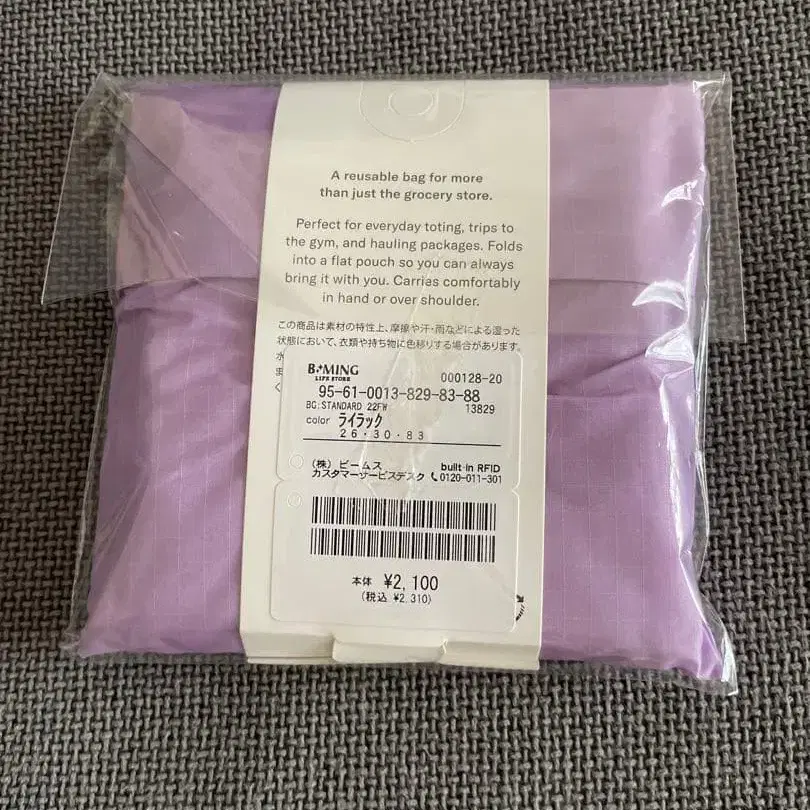 A reusable bag for more
than just the grocery store.
Perfect for everyday toting, trips to
the gym, and hauling packages. Folds
into a flat pouch so you can always
bring it with you. Carries comfortably
in hand or over shoulder.
この商品は素材の特性上、摩擦や汗・雨などによる湿った
状態において、衣類や持ち物に色移りする場合があります。
水
ま
く
B:MING
LIFE STORE
000128-20
95-61-0013-829-83-88
BG:STANDARD 22FW
13829
color ライラック
26・30・83
(株) ビームス
built-in RFID
カスタマーサービスデスク 0120-011-301
本体 ¥2,100
(税込 ¥2,310)